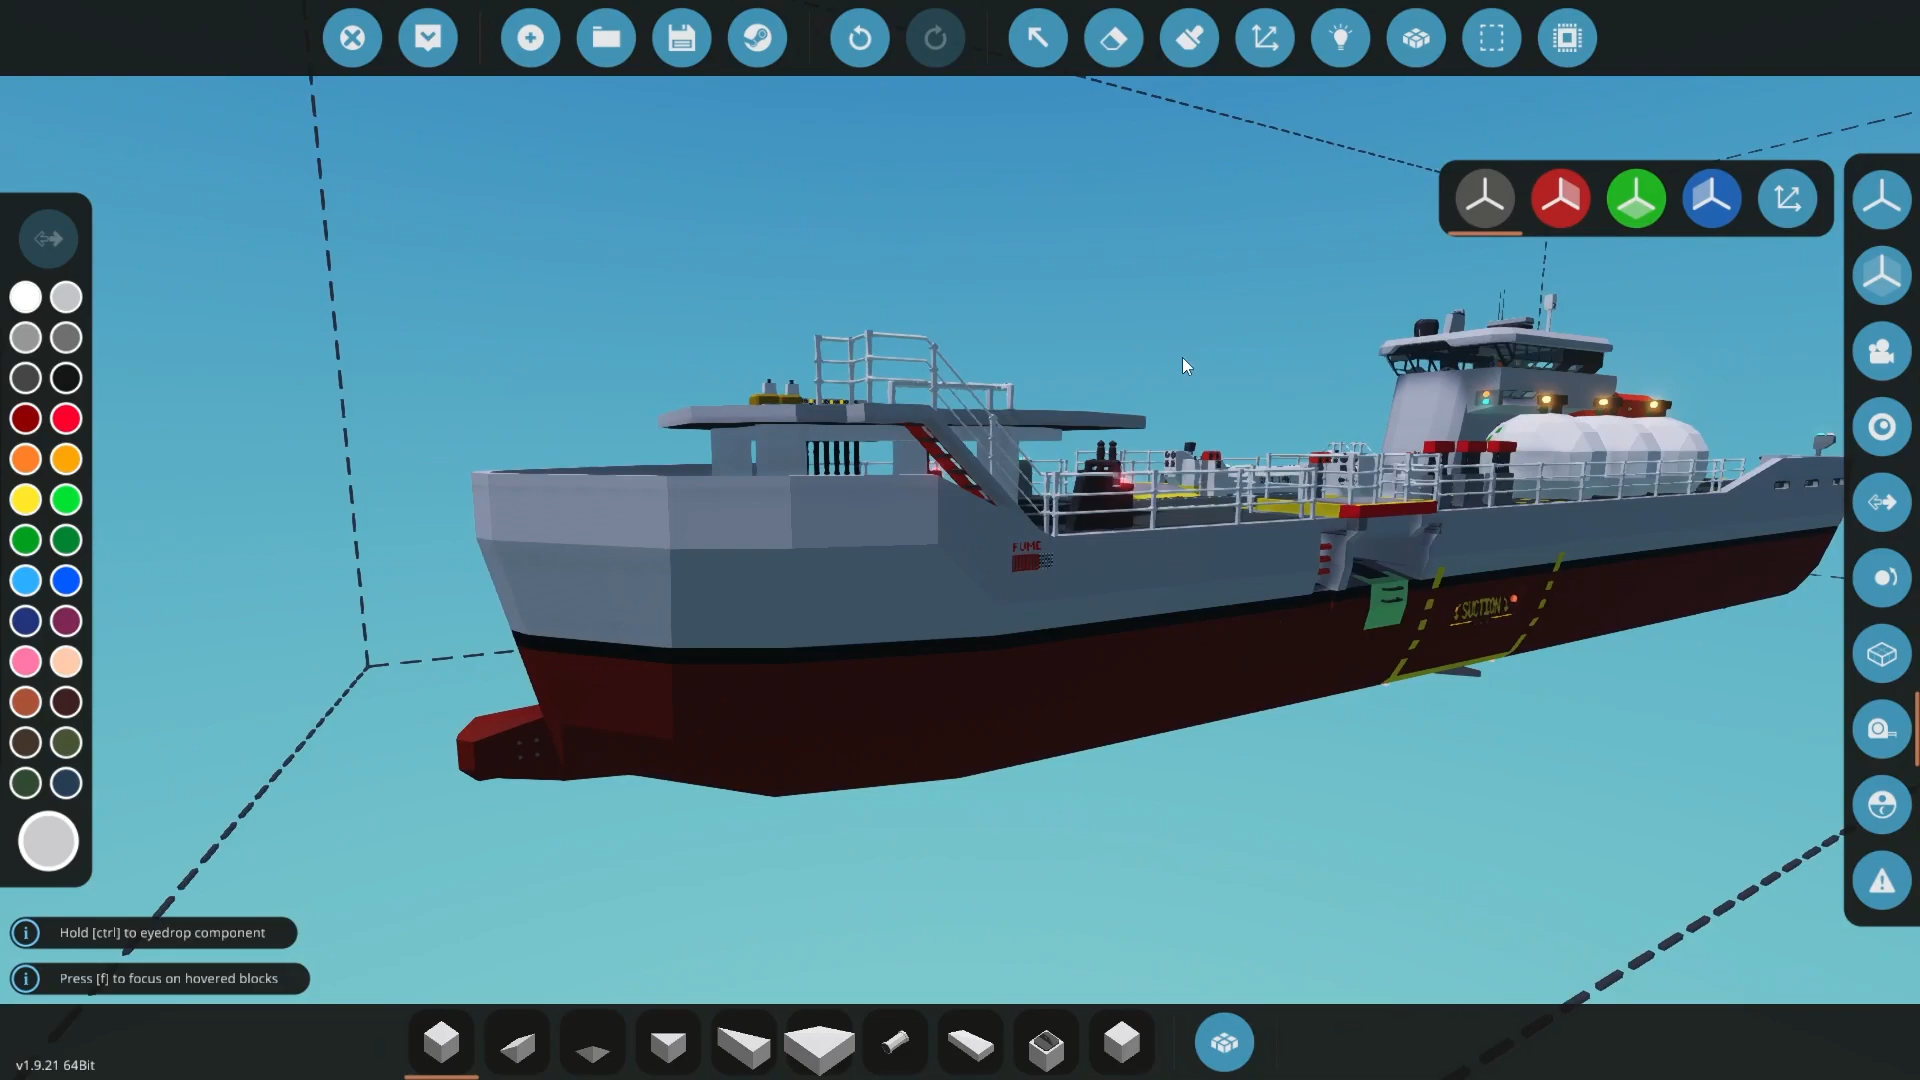 SUCTION
Hold [ctrl] to eyedrop component
Press [f] to focus on hovered blocks
v1.9.21 64Bit